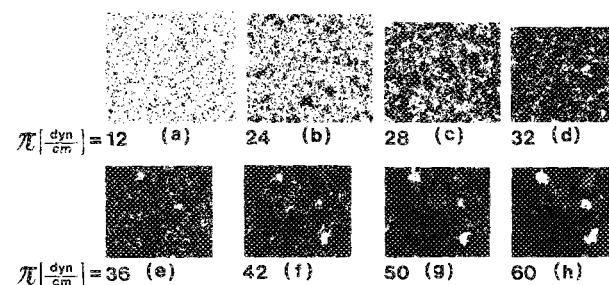 π[dyn/cm]= 12 (a) 24 (b) 28 (c) 32 (d)
π[dyn/cm]= 36 (e) 42 (f) 50 (g) 60 (h)